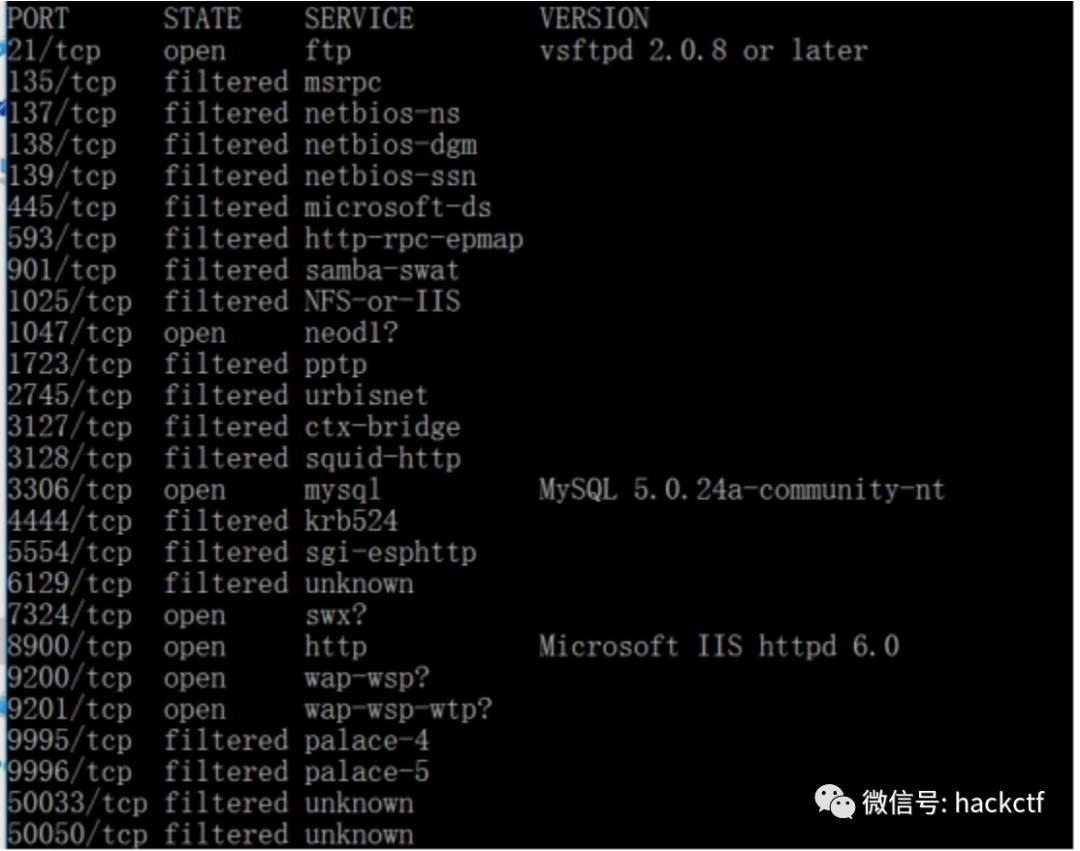 PORT STATE SERVICE VERSION
21/tcp open ftp vsftpd 2.0.8 or later
135/tcp filtered msrpc
137/tcp filtered netbios-ns
138/tcp filtered netbios-dgm
139/tcp filtered netbios-ssn
445/tcp filtered microsoft-ds
593/tcp filtered http-rpc-epmap
901/tcp filtered samba-swat
1025/tcp filtered NFS-or-IIS
1047/tcp open neod1?
1723/tcp filtered pptp
2745/tcp filtered urbisnet
3127/tcp filtered ctx-bridge
3128/tcp filtered squid-http
3306/tcp open mysql MySQL 5.0.24a-community-nt
4444/tcp filtered krb524
5554/tcp filtered sgi-esphttp
6129/tcp filtered unknown
7324/tcp open swx?
8900/tcp open http Microsoft IIS httpd 6.0
9200/tcp open wap-wsp?
9201/tcp open wap-wsp-wtp?
9995/tcp filtered palace-4
9996/tcp filtered palace-5
50033/tcp filtered unknown
50050/tcp filtered unknown
微信号: hackctf